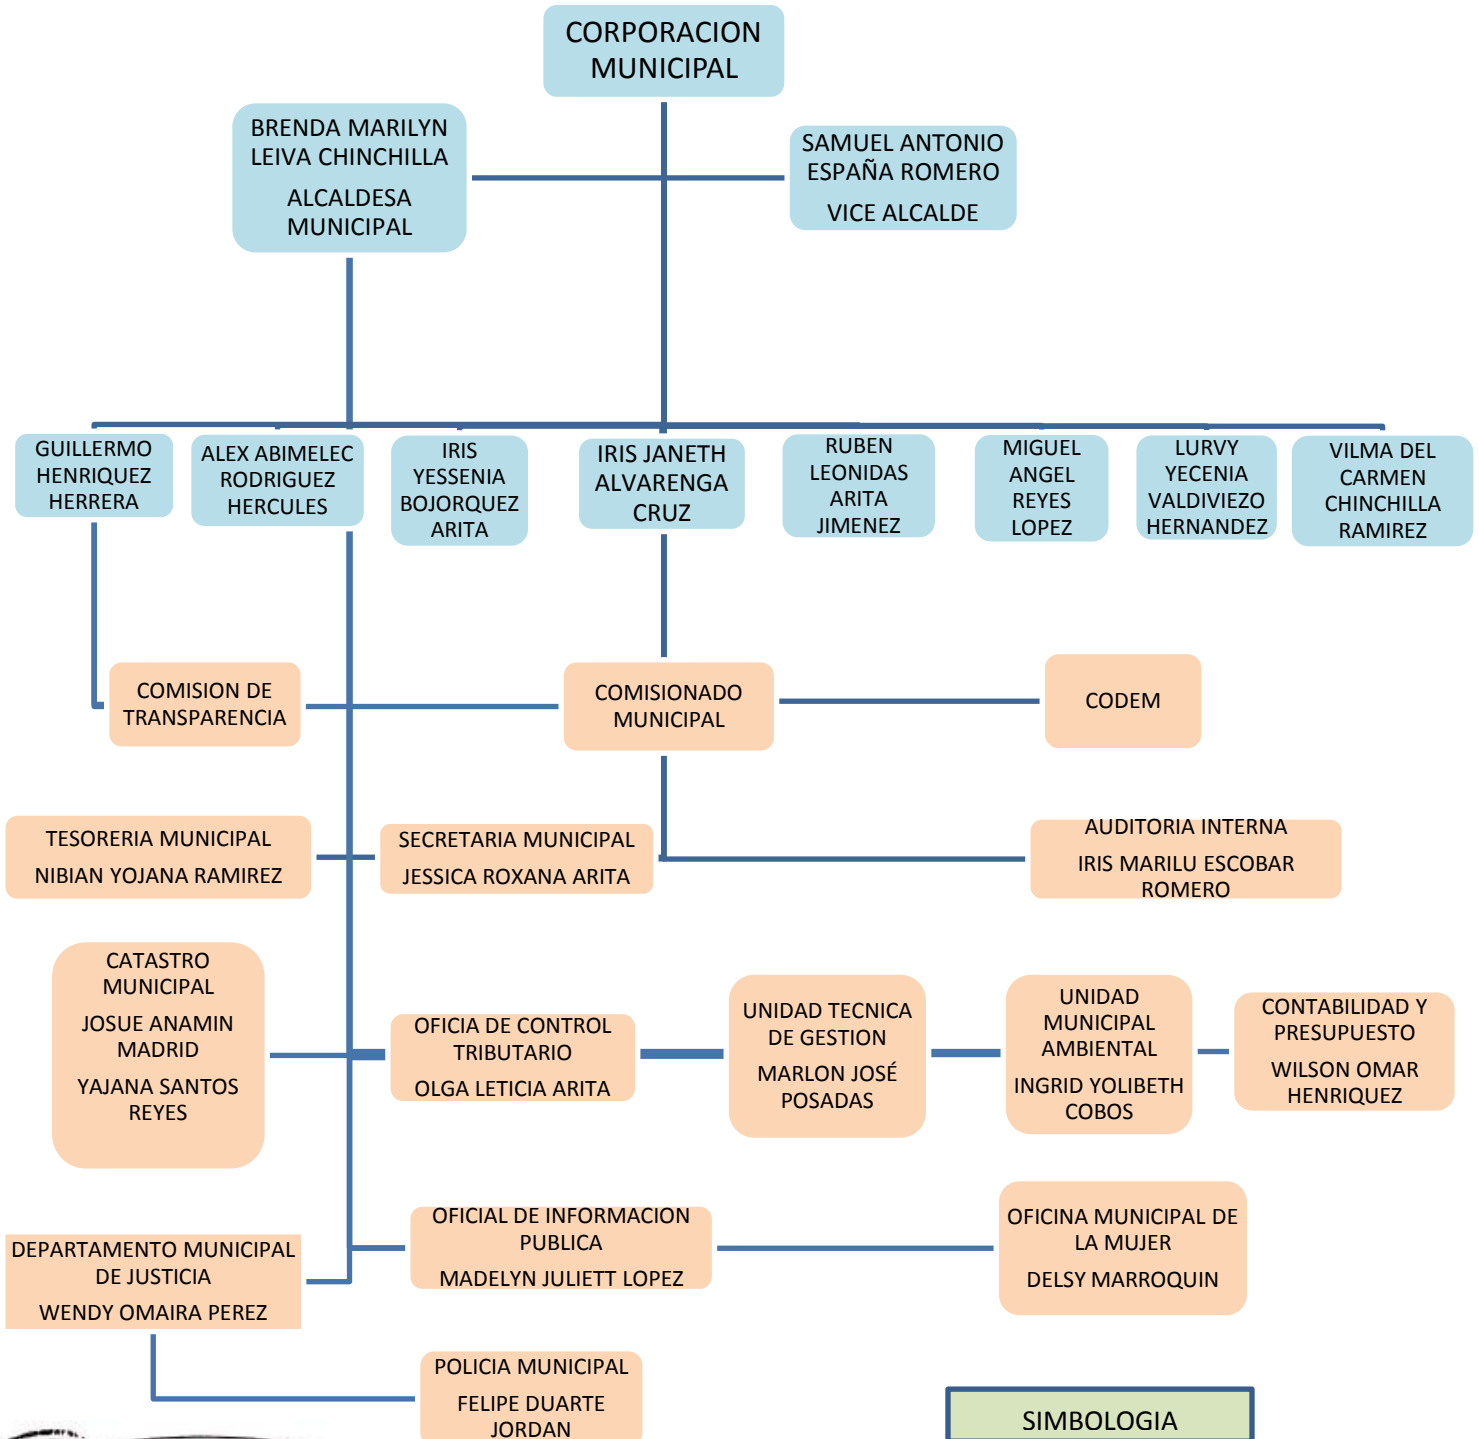 CORPORACION
MUNICIPAL
BRENDA MARILYN
LEIVA CHINCHILLA
ALCALDESA
MUNICIPAL
SAMUEL ANTONIO
ESPAÑA ROMERO
VICE ALCALDE
GUILLERMO
HENRIQUEZ
HERRERA
ALEX ABIMELEC
RODRIGUEZ
HERCULES
IRIS
YESSENIA
BOJORQUEZ
ARITA
IRIS JANETH
ALVARENGA
CRUZ
RUBEN
LEONIDAS
ARITA
JIMENEZ
MIGUEL
ANGEL
REYES
LOPEZ
LURVY
YECENIA
VALDIVIEZO
HERNANDEZ
VILMA DEL
CARMEN
CHINCHILLA
RAMIREZ
COMISION DE
TRANSPARENCIA
COMISIONADO
MUNICIPAL
CODEM
TESORERIA MUNICIPAL
NIBIAN YOJANA RAMIREZ
SECRETARIA MUNICIPAL
JESSICA ROXANA ARITA
AUDITORIA INTERNA
IRIS MARILU ESCOBAR
ROMERO
CATASTRO
MUNICIPAL
JOSUE ANAMIN
MADRID
YAJANA SANTOS
REYES
OFICIA DE CONTROL
TRIBUTARIO
OLGA LETICIA ARITA
UNIDAD TECNICA
DE GESTION
MARLON JOSÉ
POSADAS
UNIDAD
MUNICIPAL
AMBIENTAL
INGRID YOLIBETH
COBOS
CONTABILIDAD Y
PRESUPUESTO
WILSON OMAR
HENRIQUEZ
DEPARTAMENTO MUNICIPAL
DE JUSTICIA
WENDY OMAIRA PEREZ
OFICIAL DE INFORMACION
PUBLICA
MADELYN JULIETT LOPEZ
OFICINA MUNICIPAL DE
LA MUJER
DELSY MARROQUIN
POLICIA MUNICIPAL
FELIPE DUARTE
JORDAN
SIMBOLOGIA